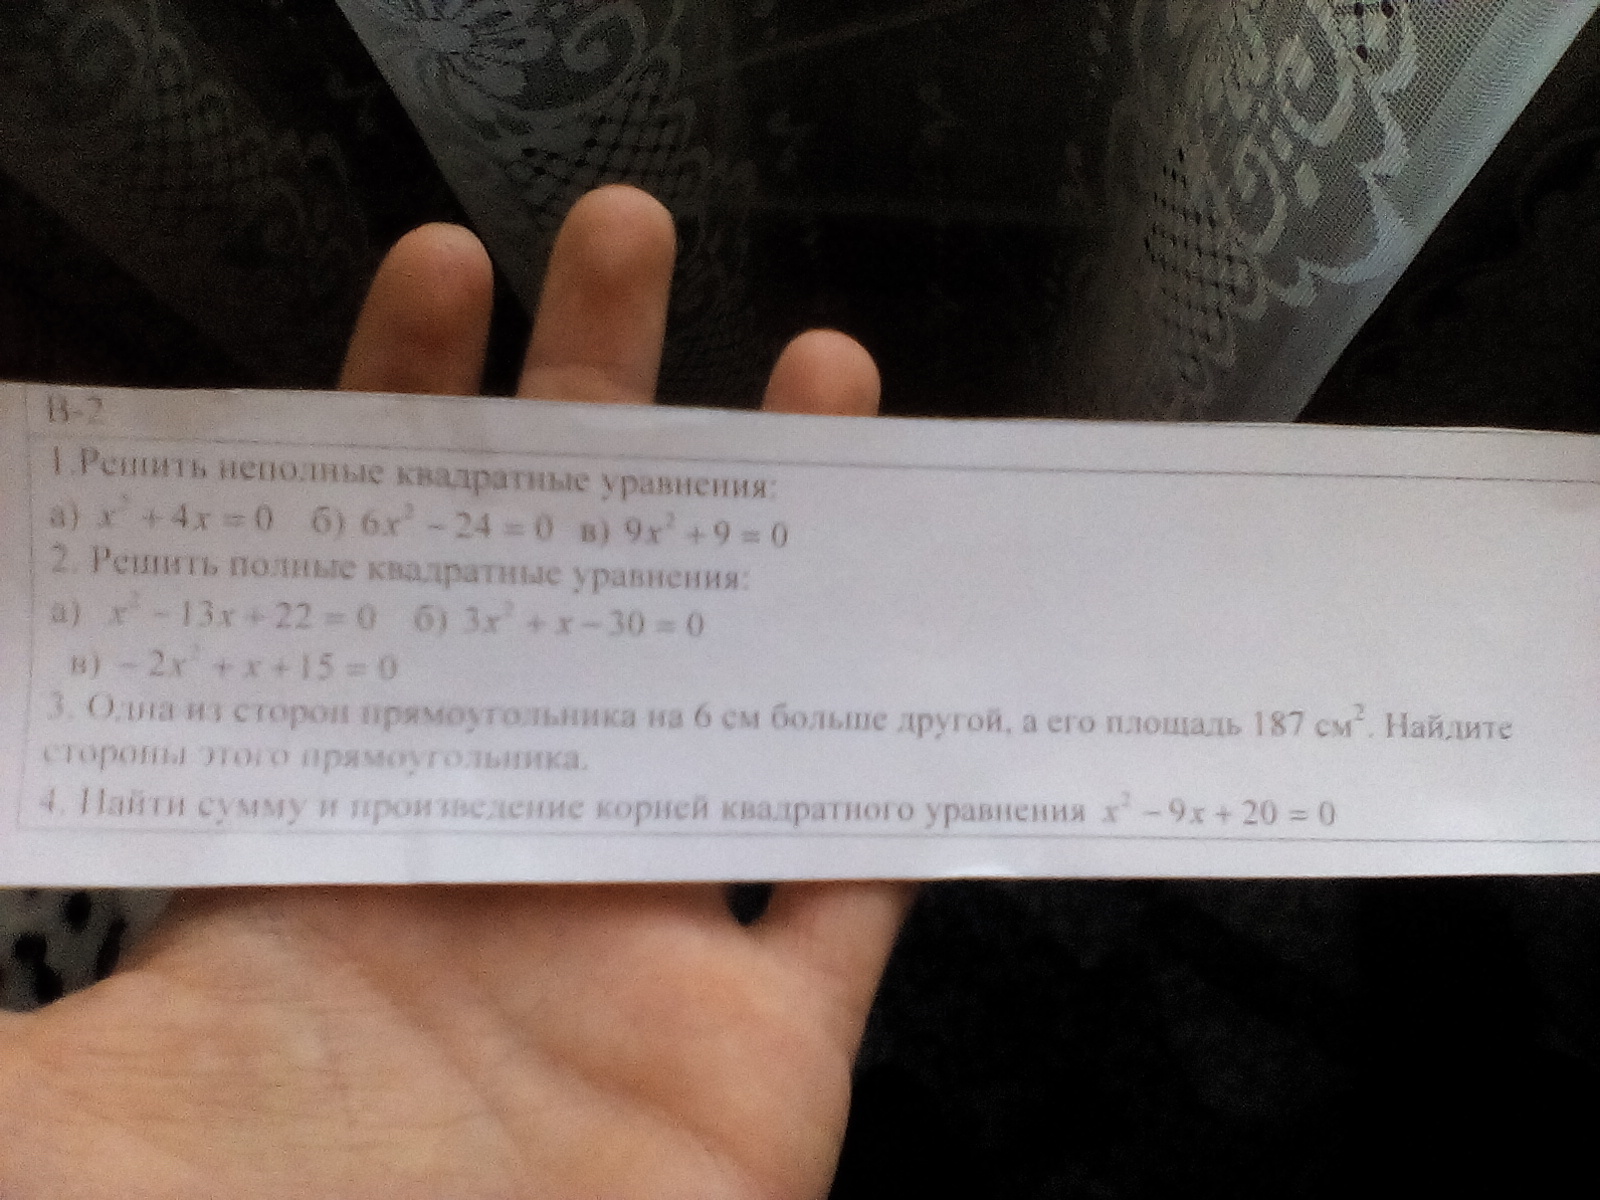 В-2
1.Решить неполные квадратные уравнения:
а) x² + 4x = 0 б) 6x² − 24 = 0 в) 9x² + 9 = 0
2. Решить полные квадратные уравнения:
а) x² − 13x + 22 = 0 б) 3x² + x − 30 = 0
в) − 2x² + x + 15 = 0
3. Одна из сторон прямоугольника на 6 см больше другой, а его площадь 187 см². Найдите
стороны этого прямоугольника.
4. Найти сумму и произведение корней квадратного уравнения x² − 9x + 20 = 0